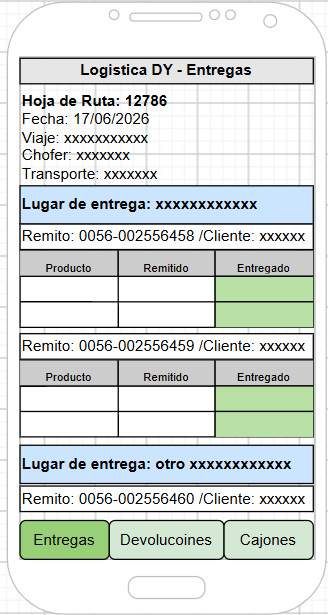 Logistica DY - Entregas
Hoja de Ruta: 12786
Fecha: 17/06/2026
Viaje: xxxxxxxxxxx
Chofer: xxxxxxx
Transporte: xxxxxxx
Lugar de entrega: xxxxxxxxxxxx
Remito: 0056-002556458 /Cliente: xxxxxx
Producto Remitido Entregado
Remito: 0056-002556459 /Cliente: xxxxxx
Producto Remitido Entregado
Lugar de entrega: otro xxxxxxxxxxxx
Remito: 0056-002556460 /Cliente: xxxxxx
Entregas Devolucoines Cajones